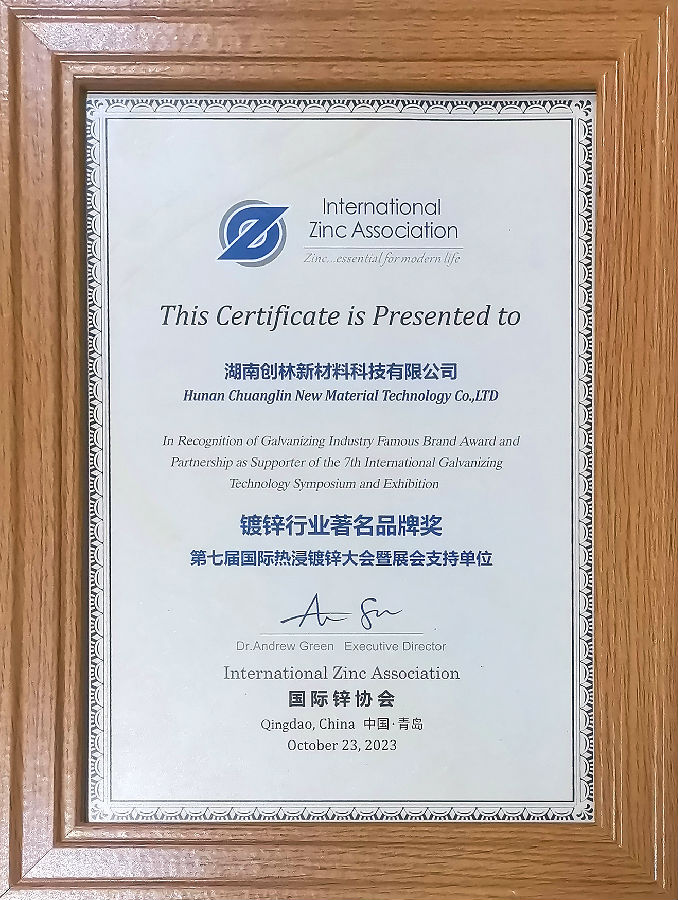 International
Zinc Association
Zinc...essential for modern life
This Certificate is Presented to
湖南创林新材料科技有限公司
Hunan Chuanglin New Material Technology Co.,LTD
In Recognition of Galvanizing Industry Famous Brand Award and
Partnership as Supporter of the 7th International Galvanizing
Technology Symposium and Exhibition
镀锌行业著名品牌奖
第七届国际热浸镀锌大会暨展会支持单位
Dr.Andrew Green Executive Director
International Zinc Association
国际锌协会
Qingdao, China 中国·青岛
October 23, 2023